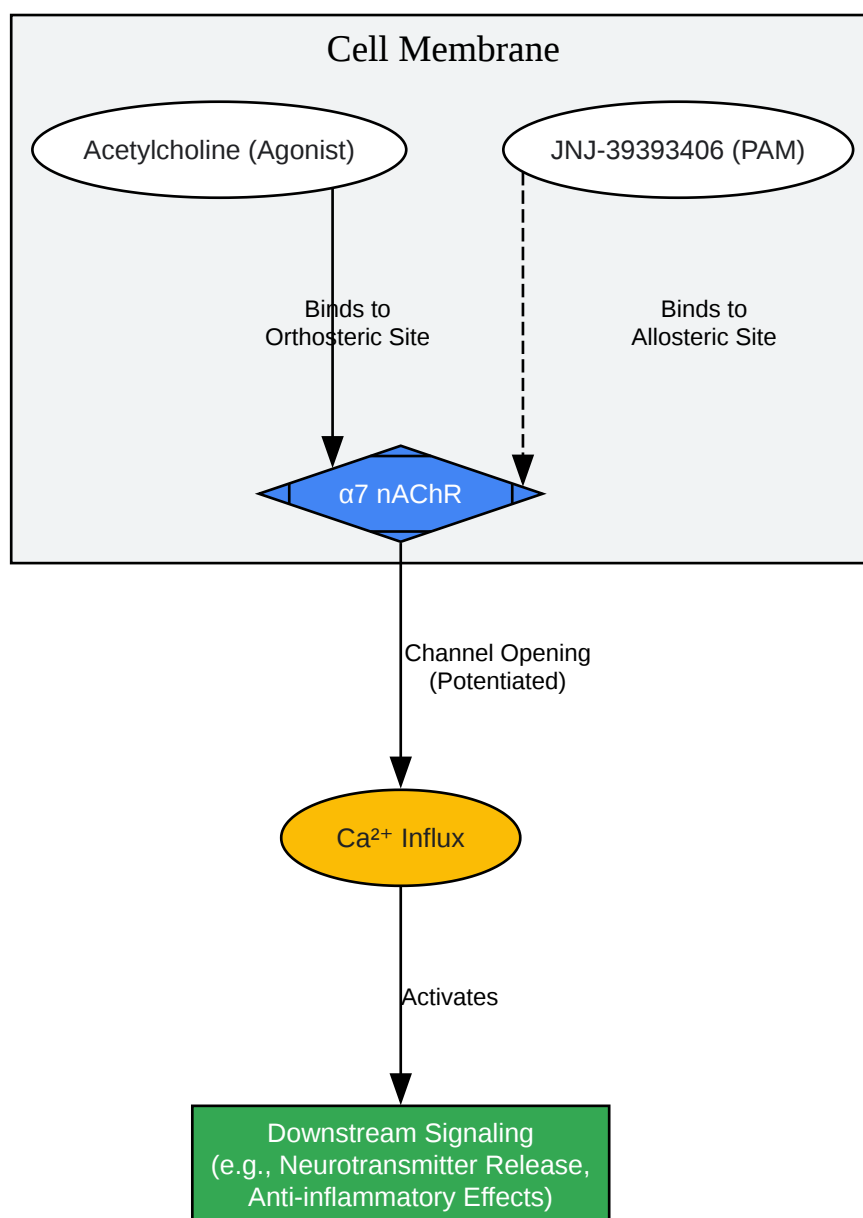 Cell Membrane
Acetylcholine (Agonist)
JNJ-39393406 (PAM)
Binds to
Orthosteric Site
Binds to
Allosteric Site
α7 nAChR
Channel Opening
(Potentiated)
Ca²⁺ Influx
Activates
Downstream Signaling
(e.g., Neurotransmitter Release,
Anti-inflammatory Effects)